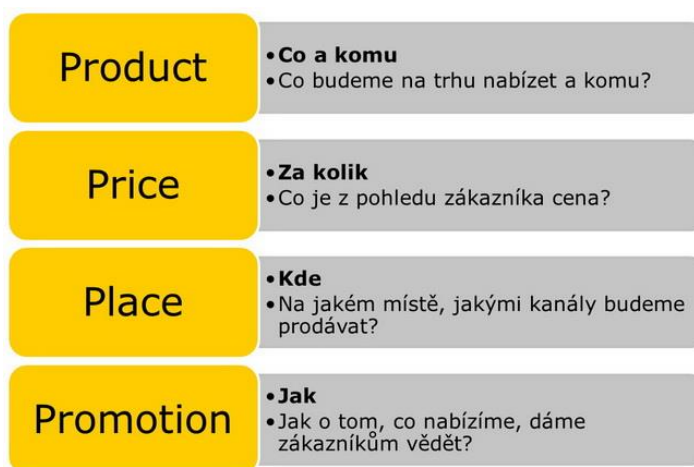 Product
•Co a komu
•Co budeme na trhu nabízet a komu?
Price
•Za kolik
•Co je z pohledu zákazníka cena?
Place
•Kde
•Na jakém místě, jakými kanály budeme
prodávat?
Promotion
•Jak
•Jak o tom, co nabízíme, dáme
zákazníkům vědět?